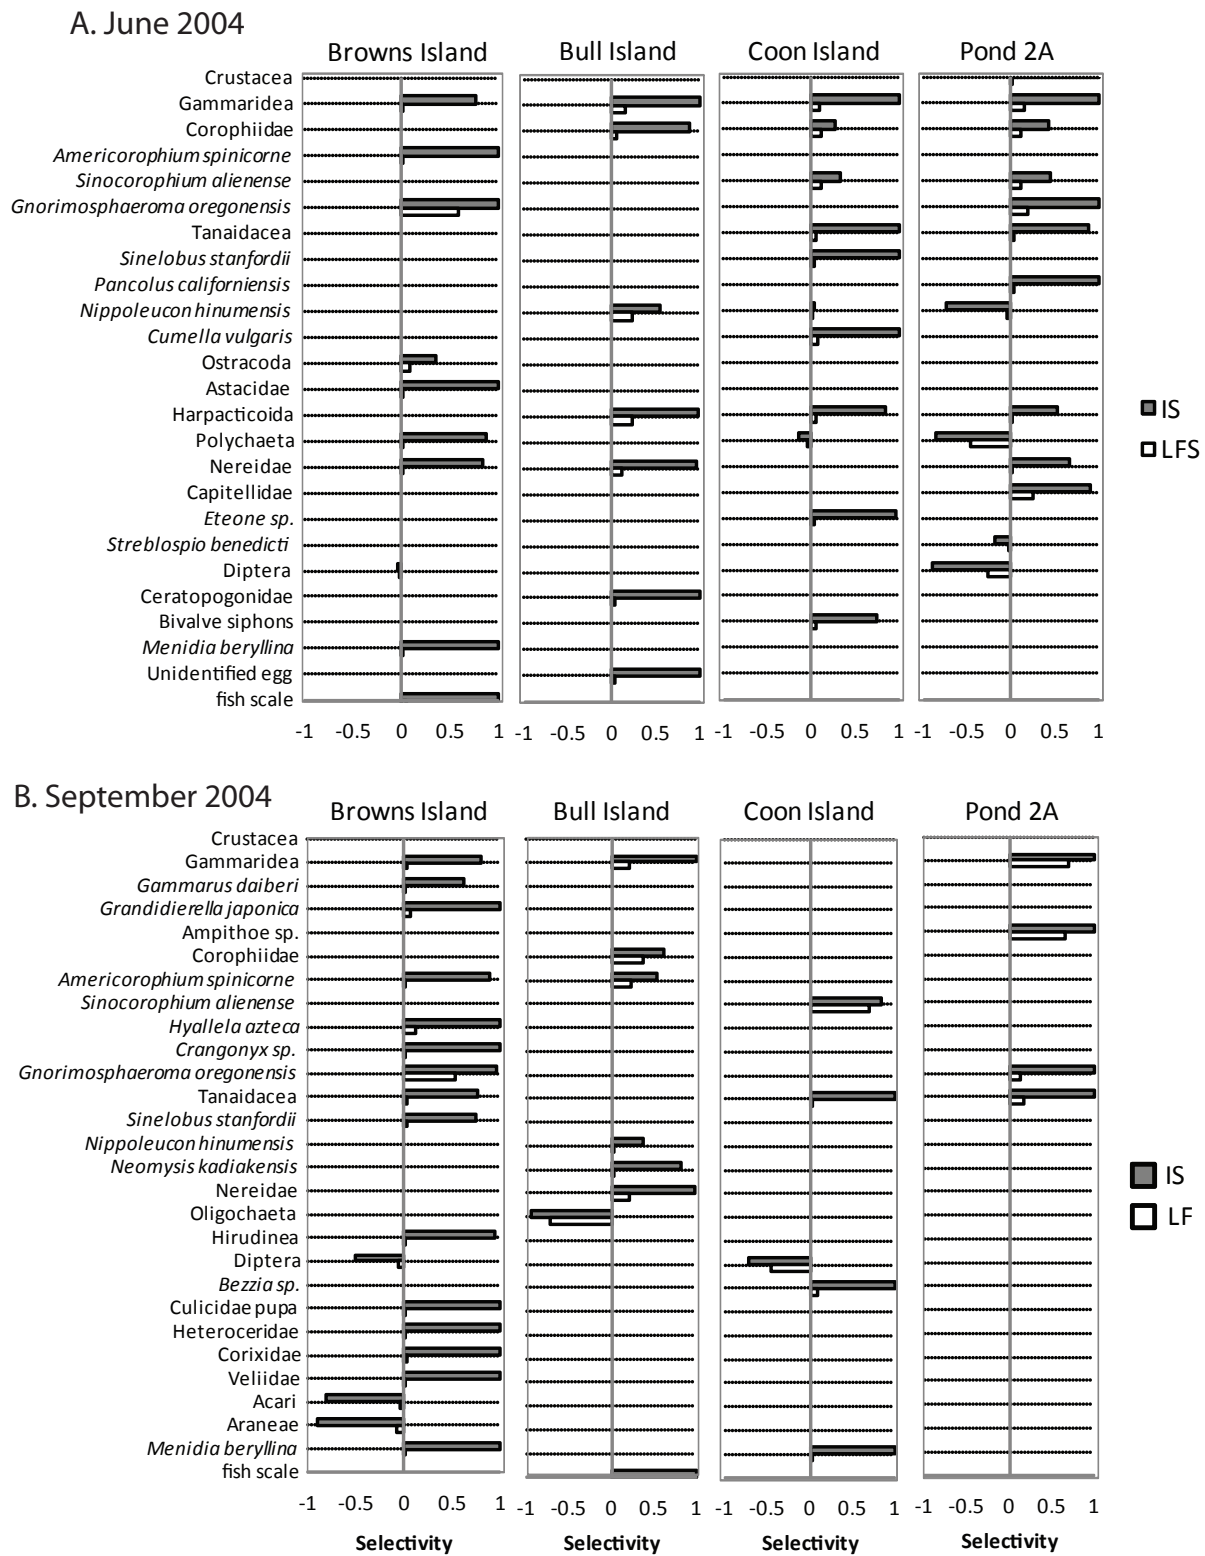 A. June 2004
Browns Island
Bull Island
Coon Island
Pond 2A
Crustacea
Gammaridea
Corophiidae
Americorophium spinicorne
Sinocorophium alienense
Gnorimosphaeroma oregonensis
Tanaidacea
Sinelobus stanfordii
Pancolus californiensis
Nippoleucon hinumensis
Cumella vulgaris
Ostracoda
Astacidae
Harpacticoida
Polychaeta
Nereidae
Capitellidae
Eteone sp.
Streblospio benedicti
Diptera
Ceratopogonidae
Bivalve siphons
Menidia beryllina
Unidentified egg
fish scale
IS
LFS
-1 -0.5 0 0.5 1
-1 -0.5 0 0.5 1
-1 -0.5 0 0.5 1
-1 -0.5 0 0.5 1
B. September 2004
Browns Island
Bull Island
Coon Island
Pond 2A
Crustacea
Gammaridea
Gammarus daiberi
Grandidierella japonica
Ampithoe sp.
Corophiidae
Americorophium spinicorne
Sinocorophium alienense
Hyallela azteca
Crangonyx sp.
Gnorimosphaeroma oregonensis
Tanaidacea
Sinelobus stanfordii
Nippoleucon hinumensis
Neomysis kadiakensis
Nereidae
Oligochaeta
Hirudinea
Diptera
Bezzia sp.
Culicidae pupa
Heteroceridae
Corixidae
Veliidae
Acari
Araneae
Menidia beryllina
fish scale
IS
LF
-1 -0.5 0 0.5 1
-1 -0.5 0 0.5 1
-1 -0.5 0 0.5 1
-1 -0.5 0 0.5 1
Selectivity
Selectivity
Selectivity
Selectivity